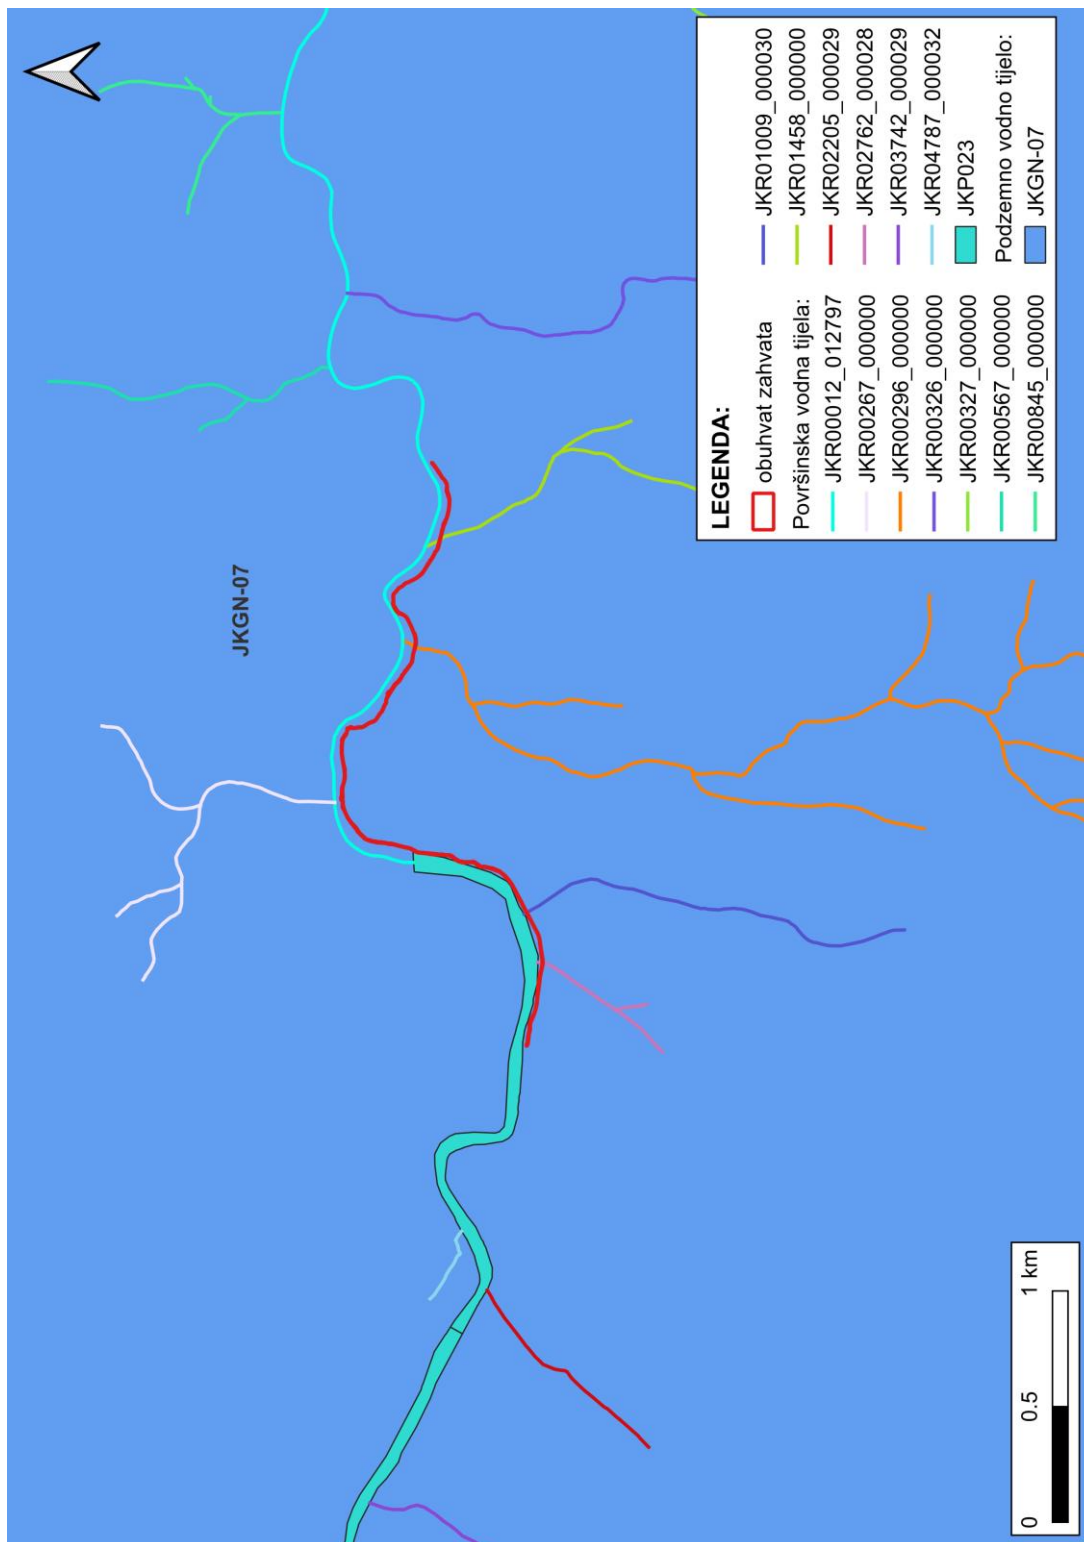 JKGN-07
LEGENDA:
obuhvat zahvata
Površinska vodna tijela:
JKR00012_012797
JKR00267_000000
JKR00296_000000
JKR00326_000000
JKR00327_000000
JKR00567_000000
JKR00845_000000
JKR01009_000030
JKR01458_000000
JKR02205_000029
JKR02762_000028
JKR03742_000029
JKR04787_000032
JKP023
Podzemno vodno tijelo:
JKGN-07
0 0.5 1 km